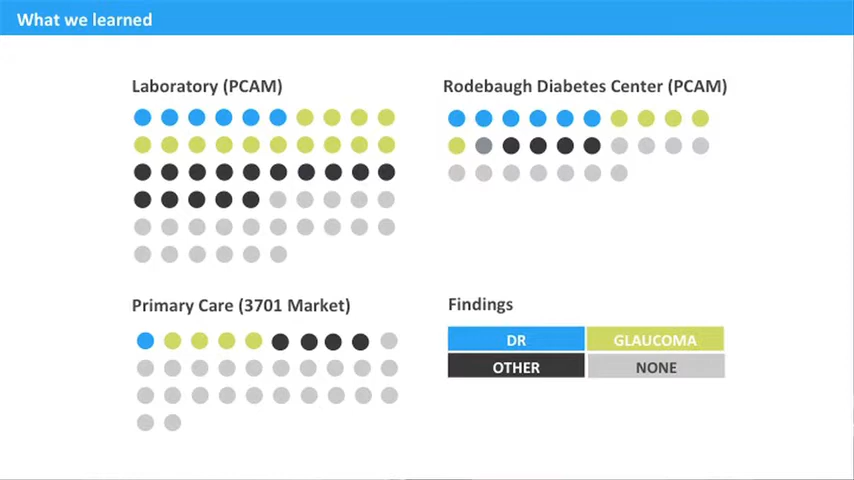 What we learned
Laboratory (PCAM)
Rodebaugh Diabetes Center (PCAM)
Primary Care (3701 Market)
Findings
DR
GLAUCOMA
OTHER
NONE